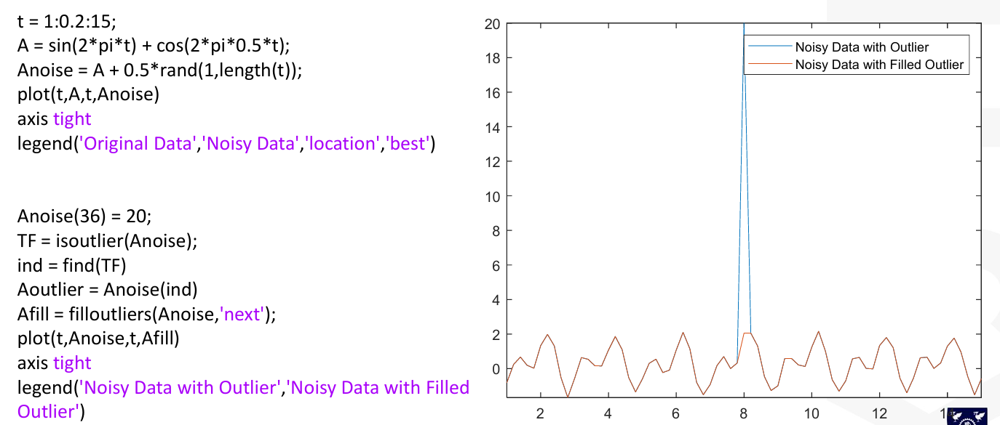 t = 1:0.2:15;
A = sin(2*pi*t) + cos(2*pi*0.5*t);
Anoise = A + 0.5*rand(1,length(t));
plot(t,A,t,Anoise)
axis tight
legend('Original Data','Noisy Data','location','best')
Anoise(36) = 20;
TF = isoutlier(Anoise);
ind = find(TF)
Aoutlier = Anoise(ind)
Afill = filloutliers(Anoise,'next');
plot(t,Anoise,t,Afill)
axis tight
legend('Noisy Data with Outlier','Noisy Data with Filled
Outlier')
20
18
16
14
12
10
8
6
4
2
0
Noisy Data with Outlier
Noisy Data with Filled Outlier
2 4 6 8 10 12